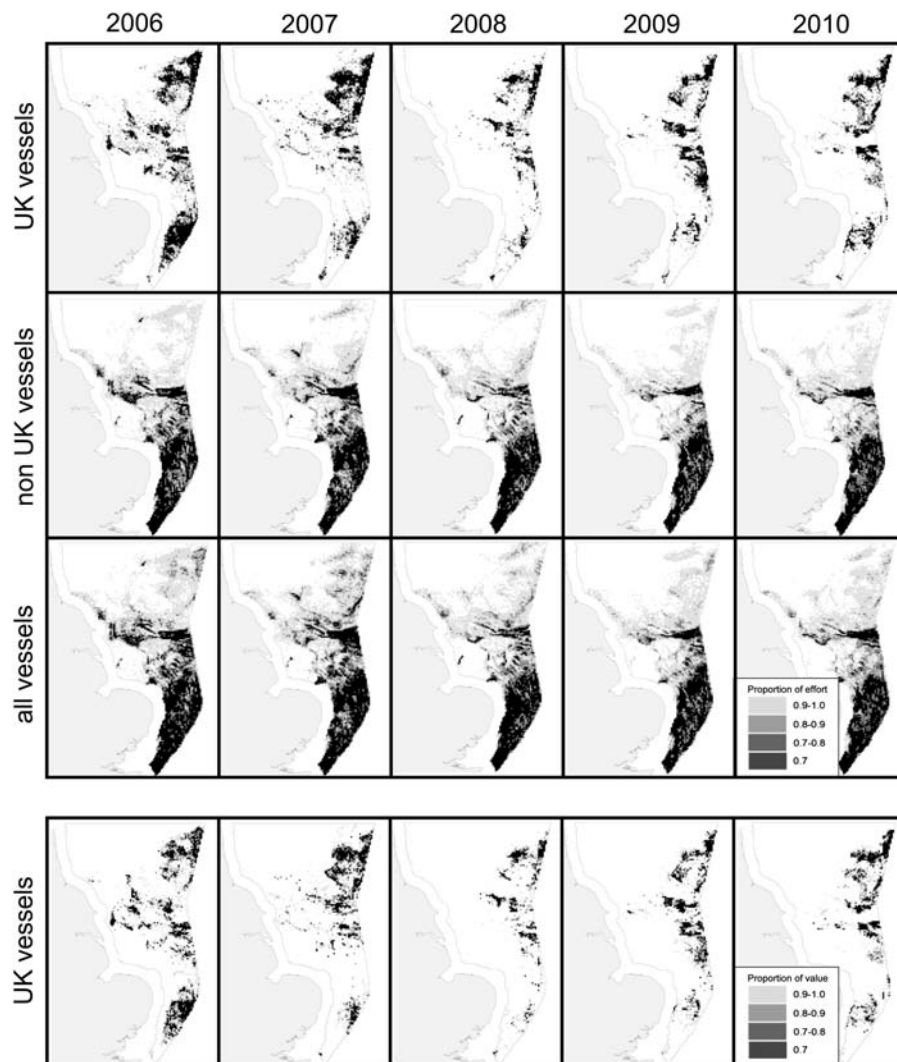 2006 2007 2008 2009 2010
UK vessels
non UK vessels
all vessels
Proportion of effort
0.9-1.0
0.8-0.9
0.7-0.8
0.7
UK vessels
Proportion of value
0.9-1.0
0.8-0.9
0.7-0.8
0.7